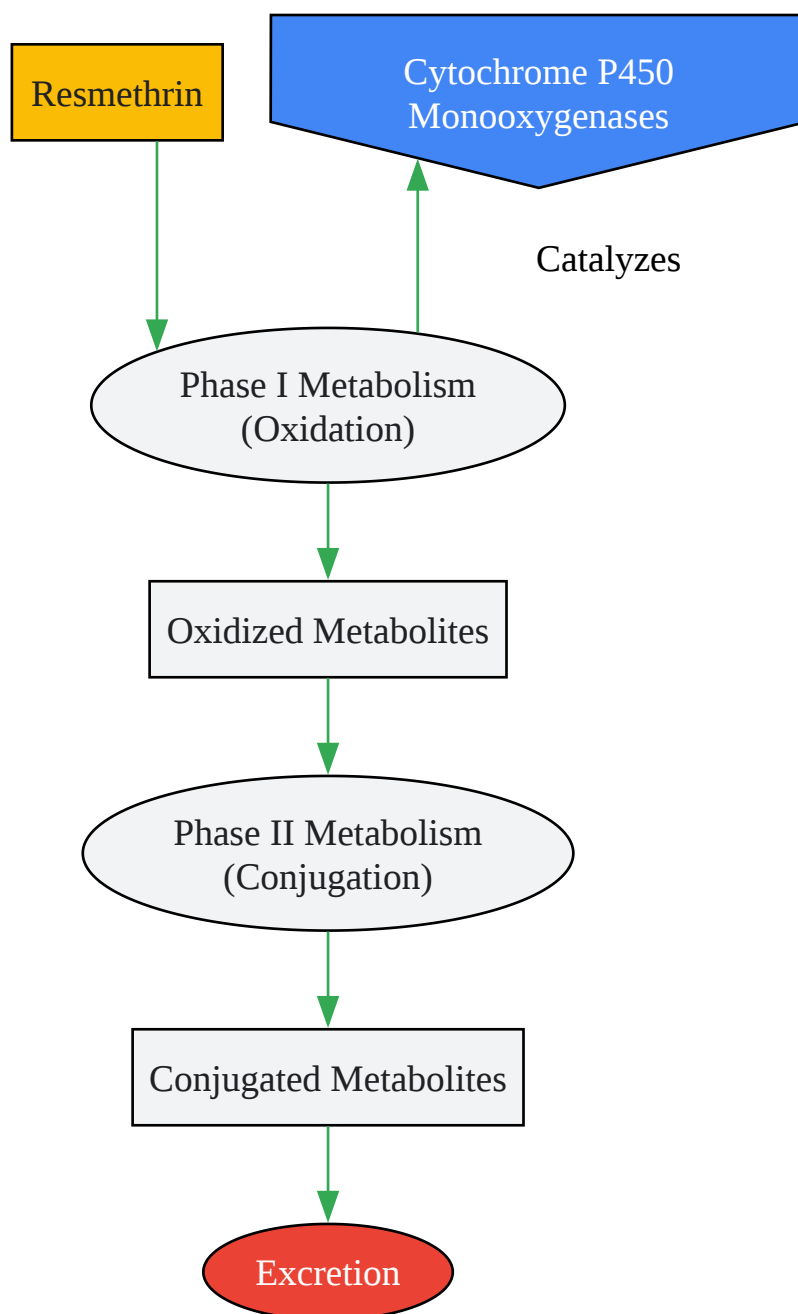 Resmethrin
Cytochrome P450
Monooxygenases
Catalyzes
Phase I Metabolism
(Oxidation)
Oxidized Metabolites
Phase II Metabolism
(Conjugation)
Conjugated Metabolites
Excretion